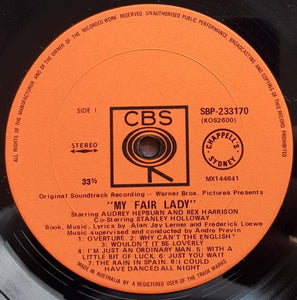 ALL RIGHTS OF THE MANUFACTURER AND OF THE OWNER OF THE RECORDED WORK RESERVED. UNAUTHORISED PUBLIC PERFORMANCE, BROADCASTING, AND COPYING OF THIS RECORD PROHIBITED
SIDE 1
CBS
SBP-233170
(KOS2600)
STEREO
33⅓
CHAPPELL'S
SYDNEY
MX144641
Original Soundtrack Recording - Warner Bros. Pictures Presents
"MY FAIR LADY"
Starring AUDREY HEPBURN AND REX HARRISON
Co-Starring STANLEY HOLLOWAY
Book, Music, Lyrics by Alan Jay Lerner and Frederick Loewe
Music supervised and conducted by Andre Previn
1: OVERTURE. WHY CAN'T THE ENGLISH?
3: WOULDN'T IT BE LOVERLY
4: I'M JUST AN ORDINARY MAN. 5: WITH A
LITTLE BIT OF LUCK. 6: JUST YOU WAIT
7: THE RAIN IN SPAIN. 8: I COULD
HAVE DANCED ALL NIGHT
MADE IN AUSTRALIA BY
REGISTERED USER OF THE TRADE MARKS